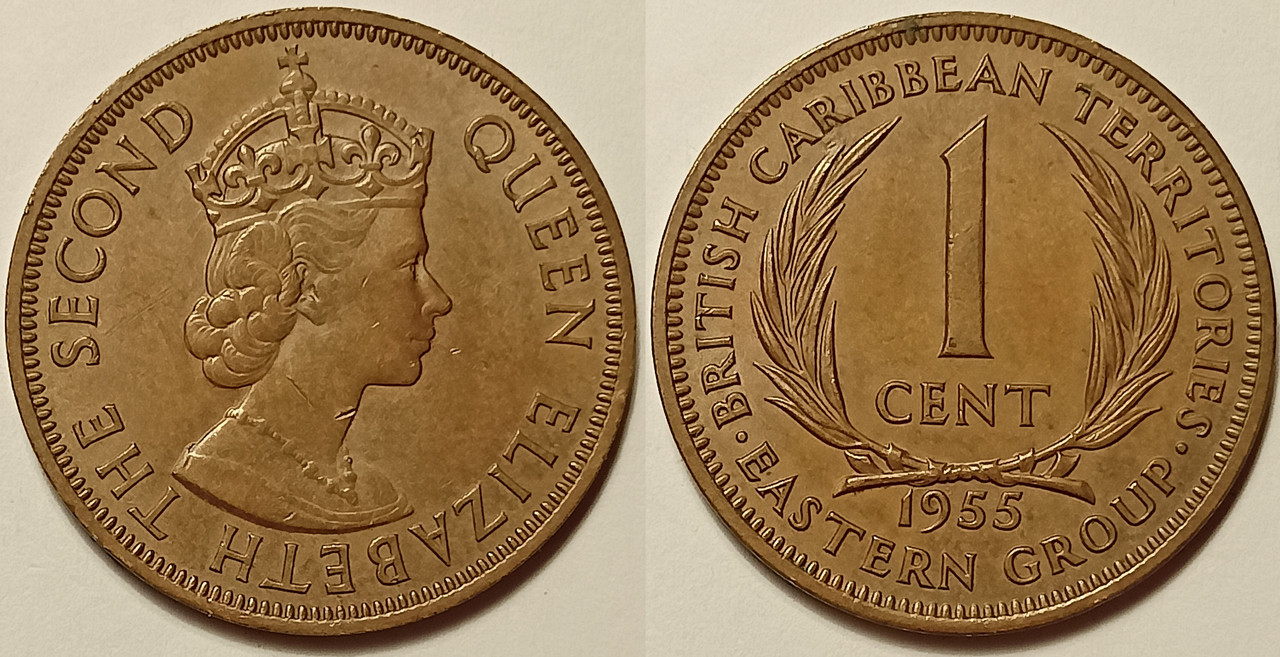 QUEEN ELIZABETH THE SECOND
BRITISH CARIBBEAN TERRITORIES
· EASTERN GROUP ·
1
CENT
1955